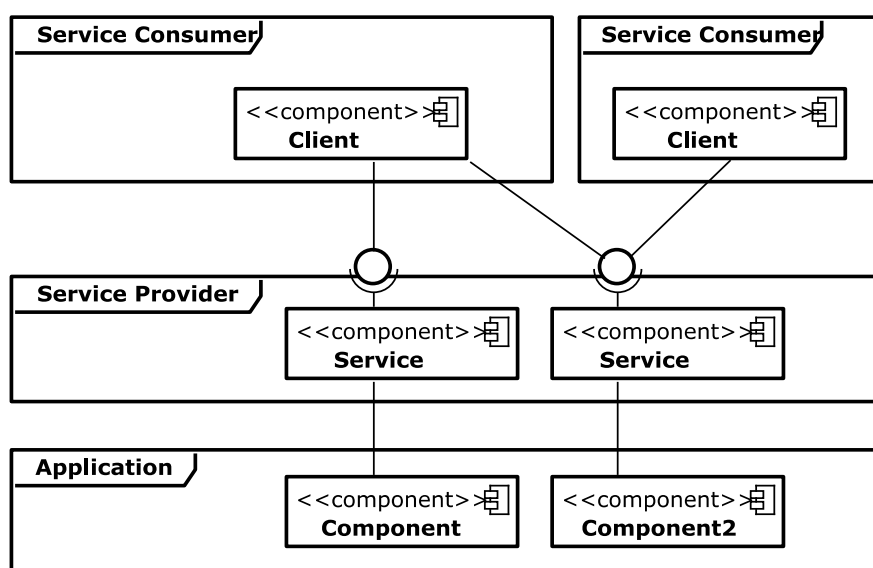 Service Consumer
Service Consumer
<<component>>
Client
<<component>>
Client
Service Provider
<<component>>
Service
<<component>>
Service
Application
<<component>>
Component
<<component>>
Component2